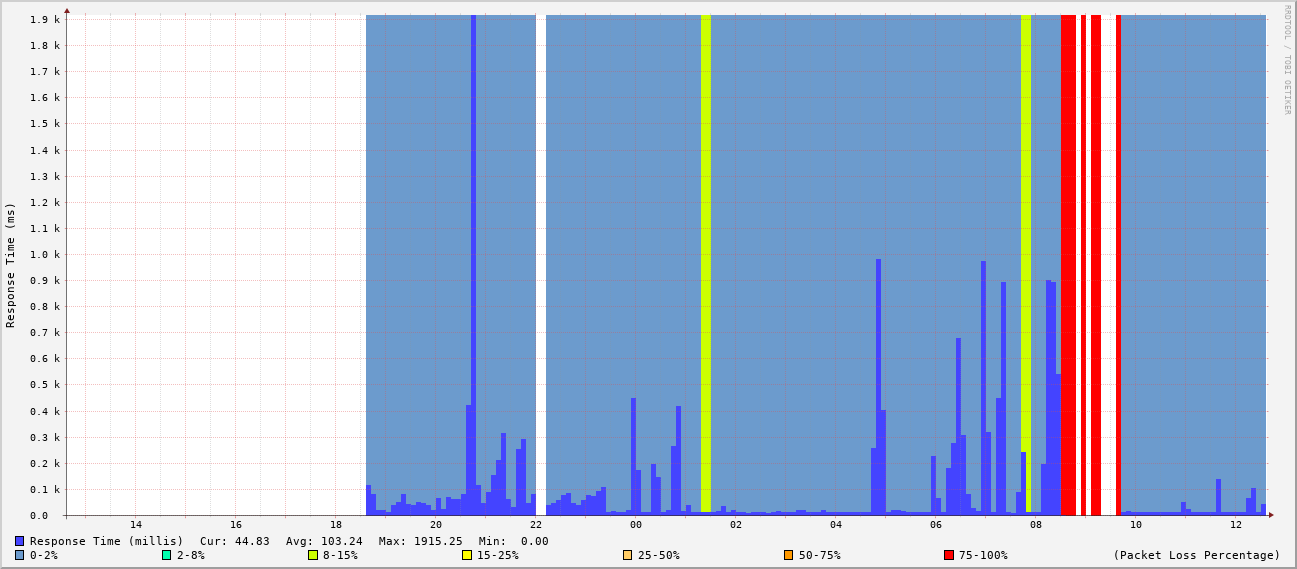 RRDTOOL / TOBI OETIKER
Response Time (ms)
1.9 k
1.8 k
1.7 k
1.6 k
1.5 k
1.4 k
1.3 k
1.2 k
1.1 k
1.0 k
0.9 k
0.8 k
0.7 k
0.6 k
0.5 k
0.4 k
0.3 k
0.2 k
0.1 k
0.0
14 16 18 20 22 00 02 04 06 08 10 12
Response Time (millis) Cur: 44.83 Avg: 103.24 Max: 1915.25 Min: 0.00
0-2% 2-8% 8-15% 15-25% 25-50% 50-75% 75-100% (Packet Loss Percentage)